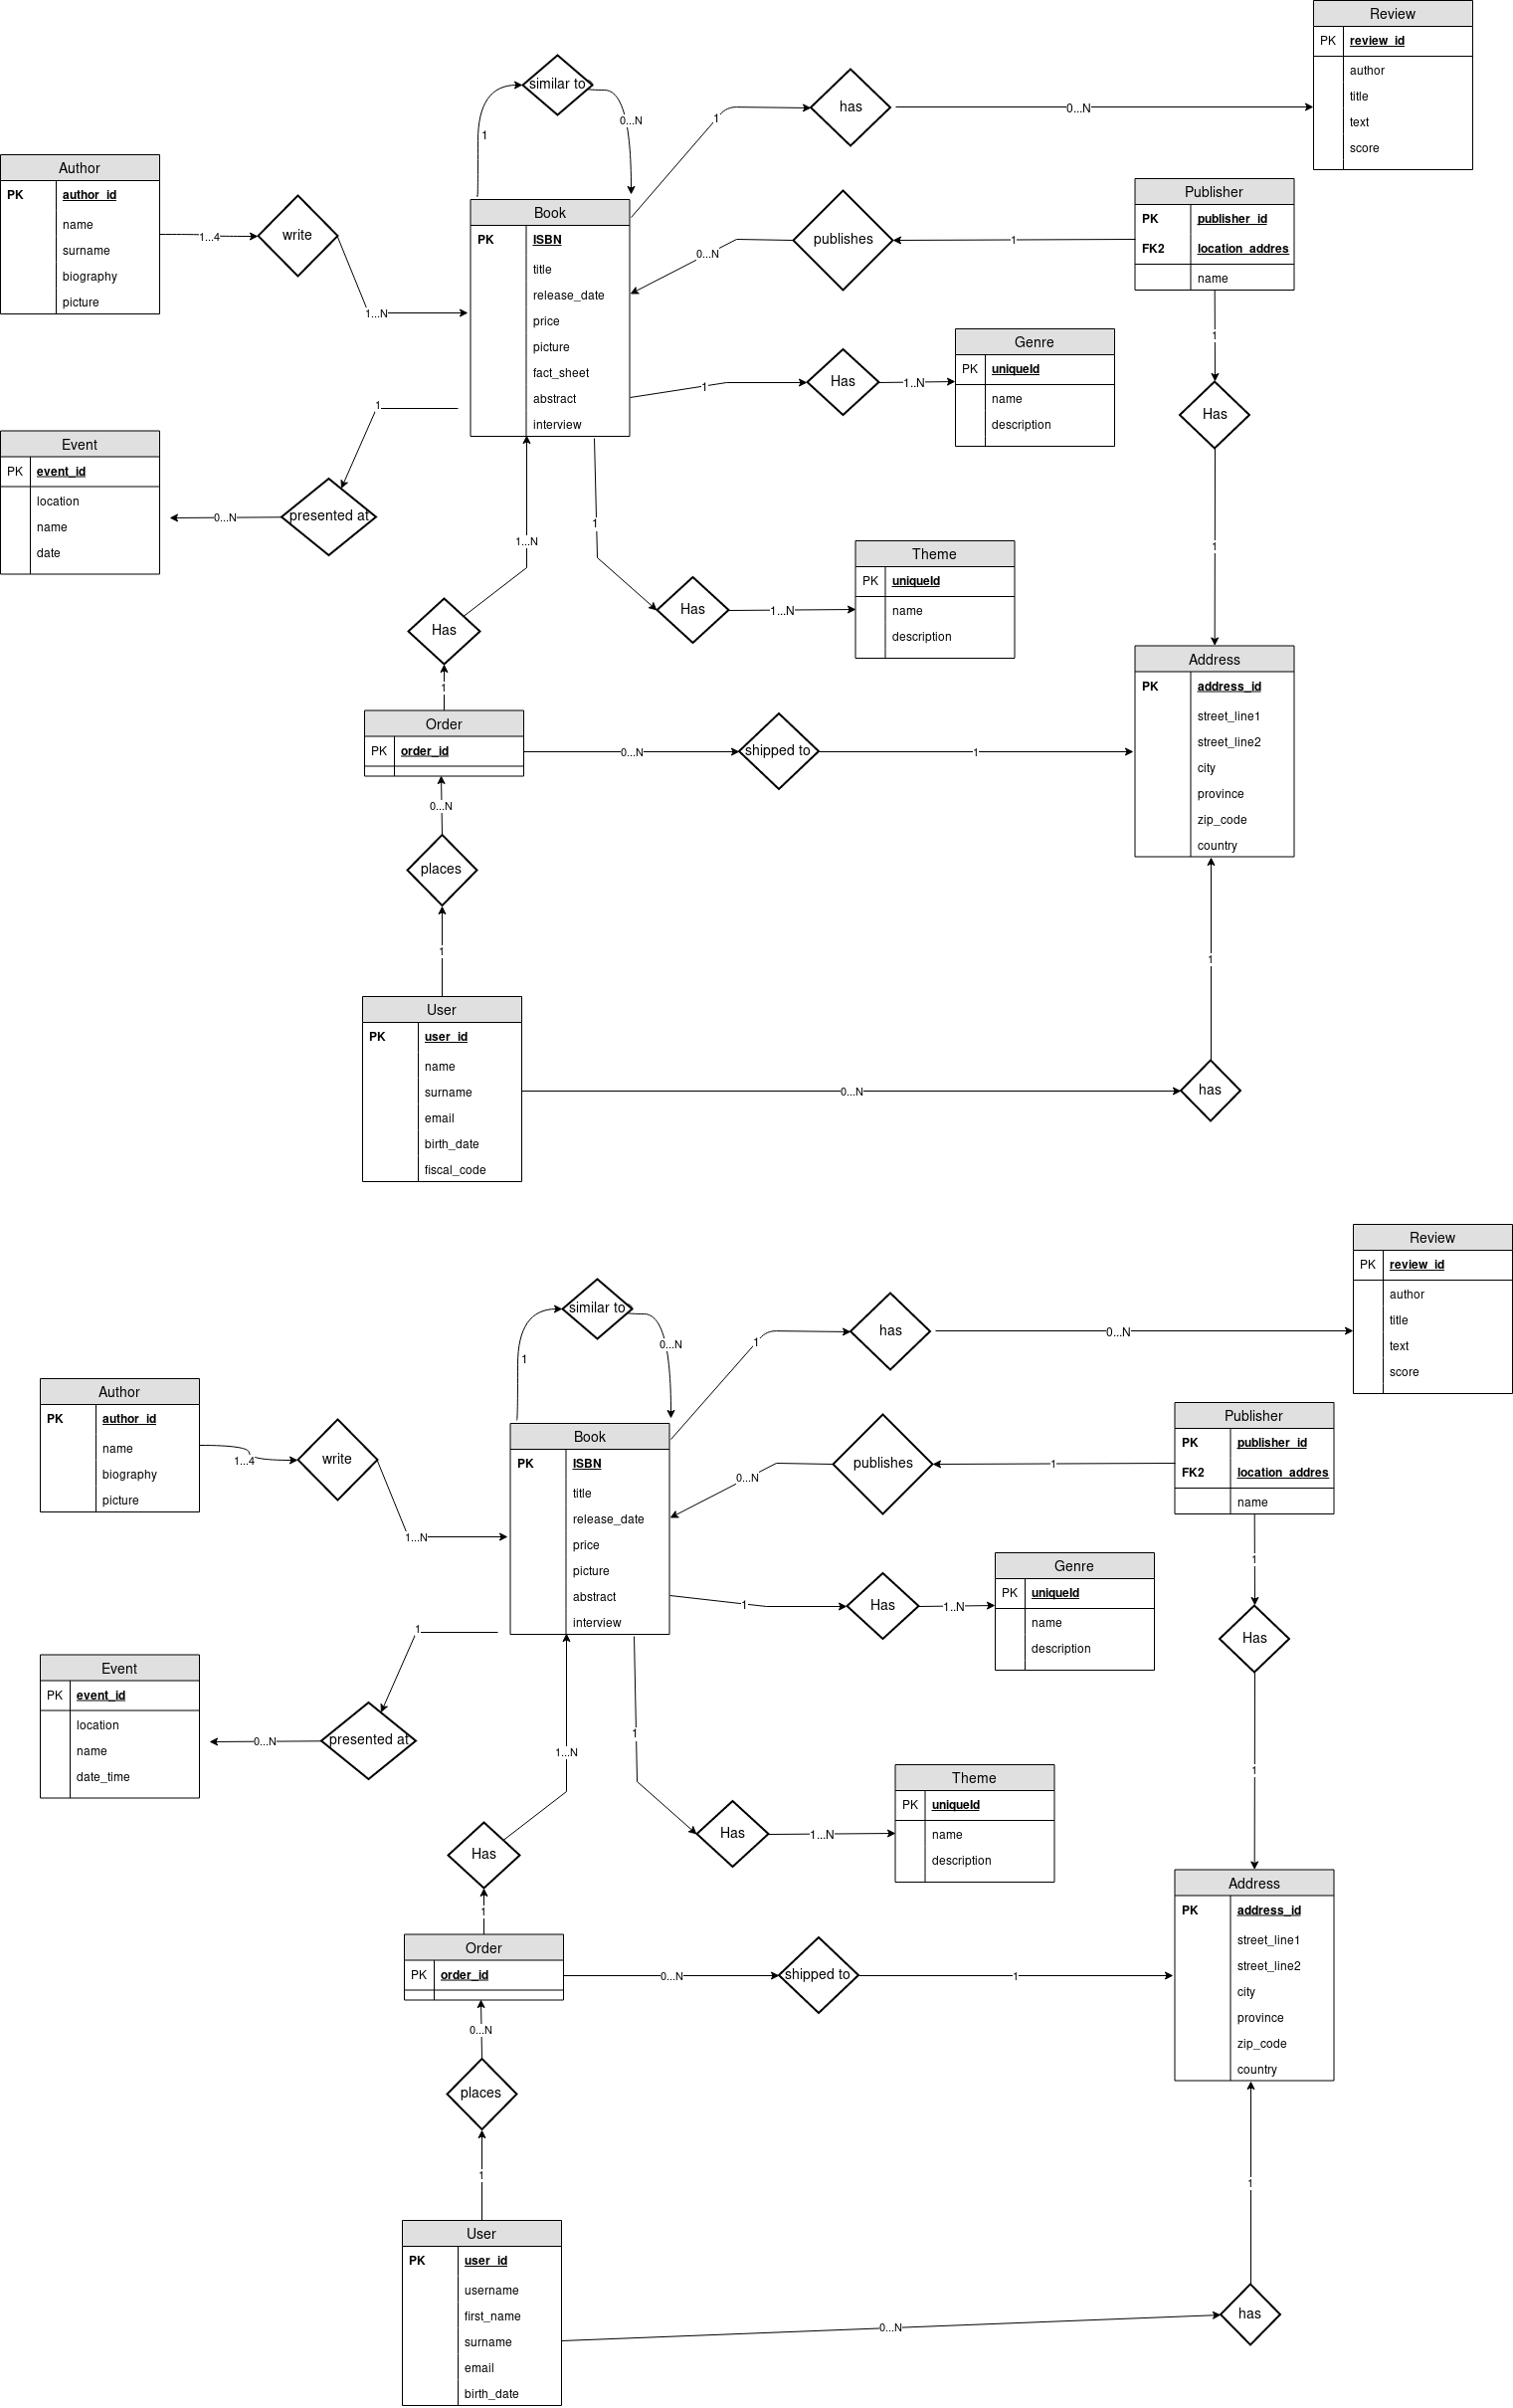 Review
PK review_id
author
title
text
score
similar to
1
0...N
has
1
0...N
Author
PK author_id
name
surname
biography
picture
1...4
write
1...N
Book
PK ISBN
title
release_date
price
picture
fact_sheet
abstract
interview
publishes
0...N
1
Publisher
PK publisher_id
FK2 location_addres
name
1
Has
1
Has
1..N
Genre
PK uniqueId
name
description
1
Event
PK event_id
location
name
date
0...N
presented at
1
1...N
1
Has
1...N
Theme
PK uniqueId
name
description
Has
1
Order
PK order_id
0...N
shipped to
1
Address
PK address_id
street_line1
street_line2
city
province
zip_code
country
0...N
places
1
1
User
PK user_id
name
surname
email
birth_date
fiscal_code
0...N
has
Review
PK review_id
author
title
text
score
similar to
1
0...N
has
1
0...N
Author
PK author_id
name
biography
picture
1...4
write
1...N
Book
PK ISBN
title
release_date
price
picture
abstract
interview
publishes
0...N
1
Publisher
PK publisher_id
FK2 location_addres
name
1
Has
1
Has
1..N
Genre
PK uniqueId
name
description
1
Event
PK event_id
location
name
date_time
0...N
presented at
1
1...N
1
Has
1...N
Theme
PK uniqueId
name
description
Has
1
Order
PK order_id
0...N
shipped to
1
Address
PK address_id
street_line1
street_line2
city
province
zip_code
country
0...N
places
1
1
User
PK user_id
username
first_name
surname
email
birth_date
0...N
has